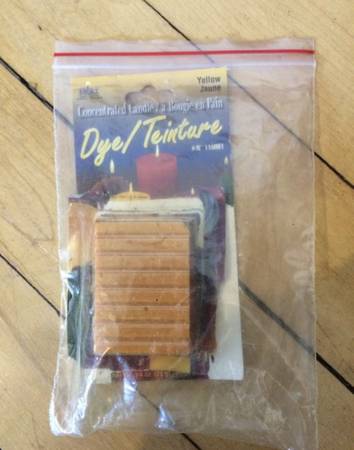 Yellow
Jaune
Concentrated Candle / a Bougie en Pain
Dye/Teinture